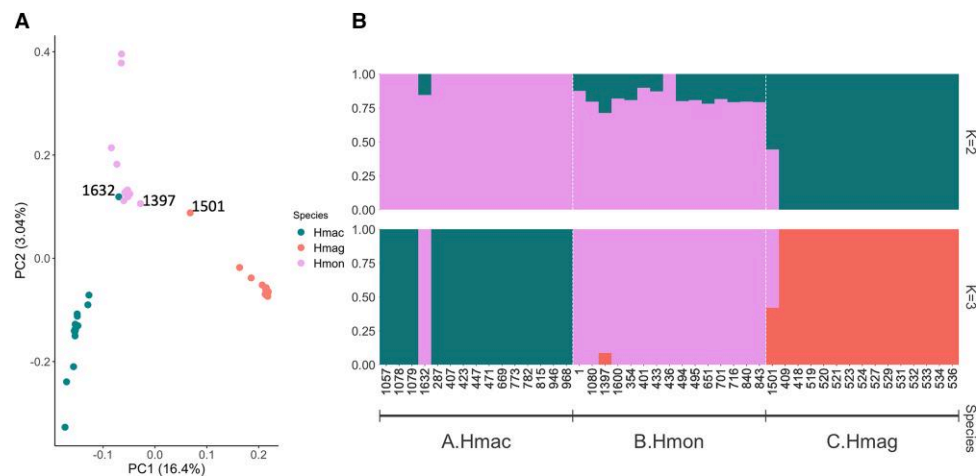 A
0.4
0.2
0.0
-0.2
PC2 (3.04%)
1632
1397
1501
-0.1
0.0
0.1
0.2
PC1 (16.4%)
Species
Hmac
Hmag
Hmon
B
1.00
0.75
0.50
0.25
0.00
K=2
1.00
0.75
0.50
0.25
0.00
K=3
1057 1078 1079 1632 287 407 423 447 471 669 773 782 815 946 968 1 1080 1397 1600 354 401 433 436 494 495 651 701 716 840 843 1501 409 418 519 520 521 523 524 527 529 531 532 533 534 536
A.Hmac B.Hmon C.Hmag
Species